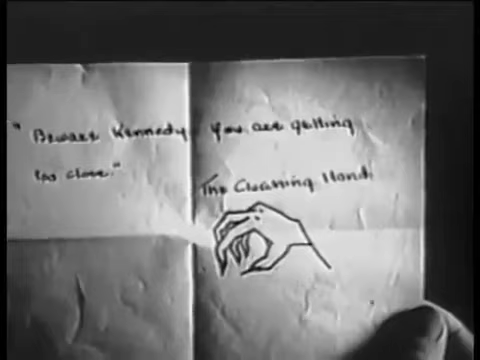 "Beware Kennedy. You are getting
too close."
The Clutching Hand.